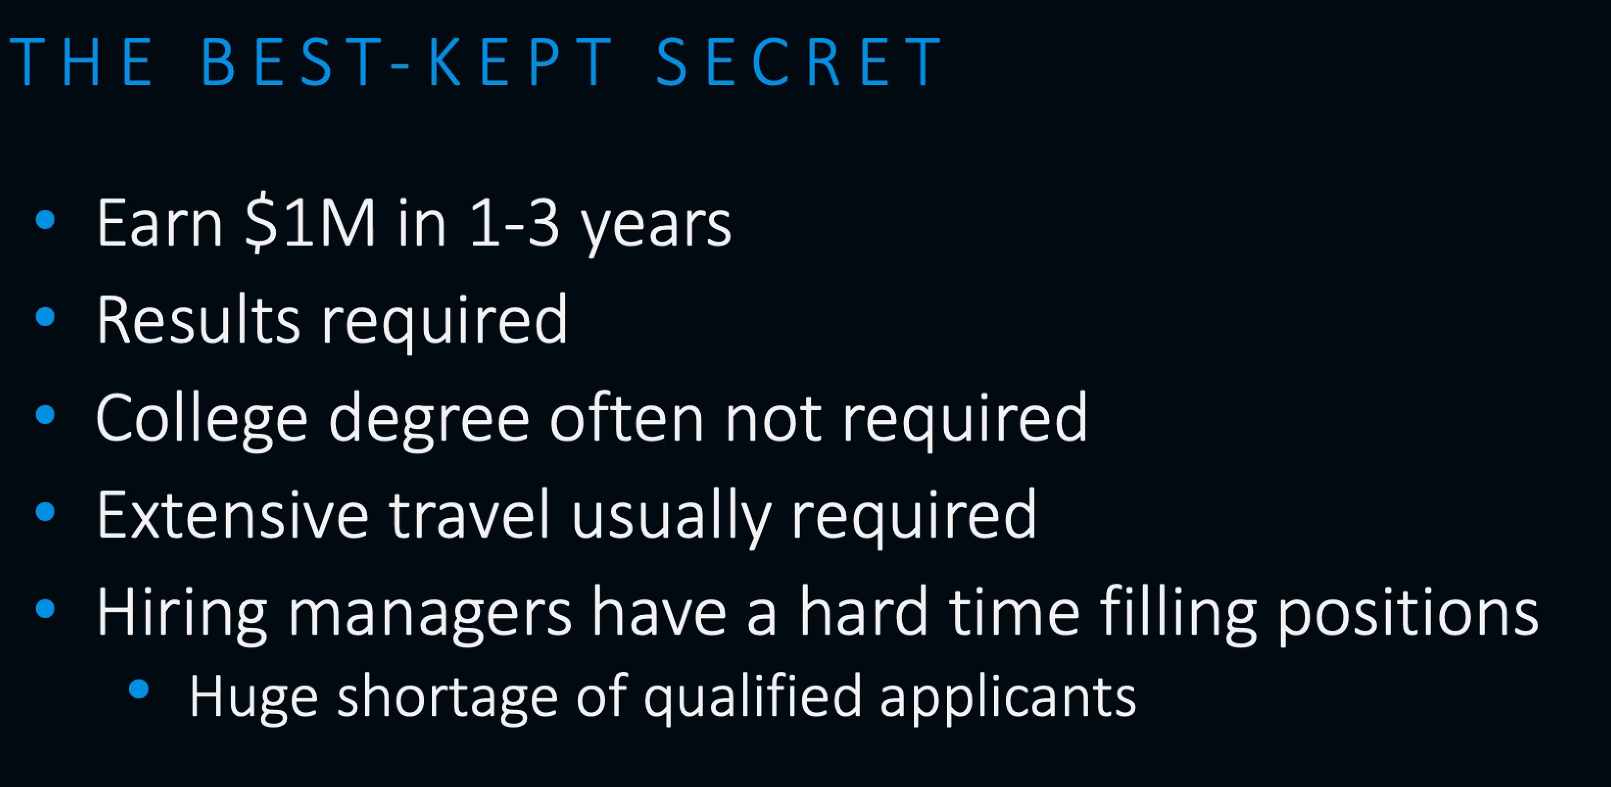 THE BEST-KEPT SECRET
• Earn $1M in 1-3 years
• Results required
• College degree often not required
• Extensive travel usually required
• Hiring managers have a hard time filling positions
• Huge shortage of qualified applicants